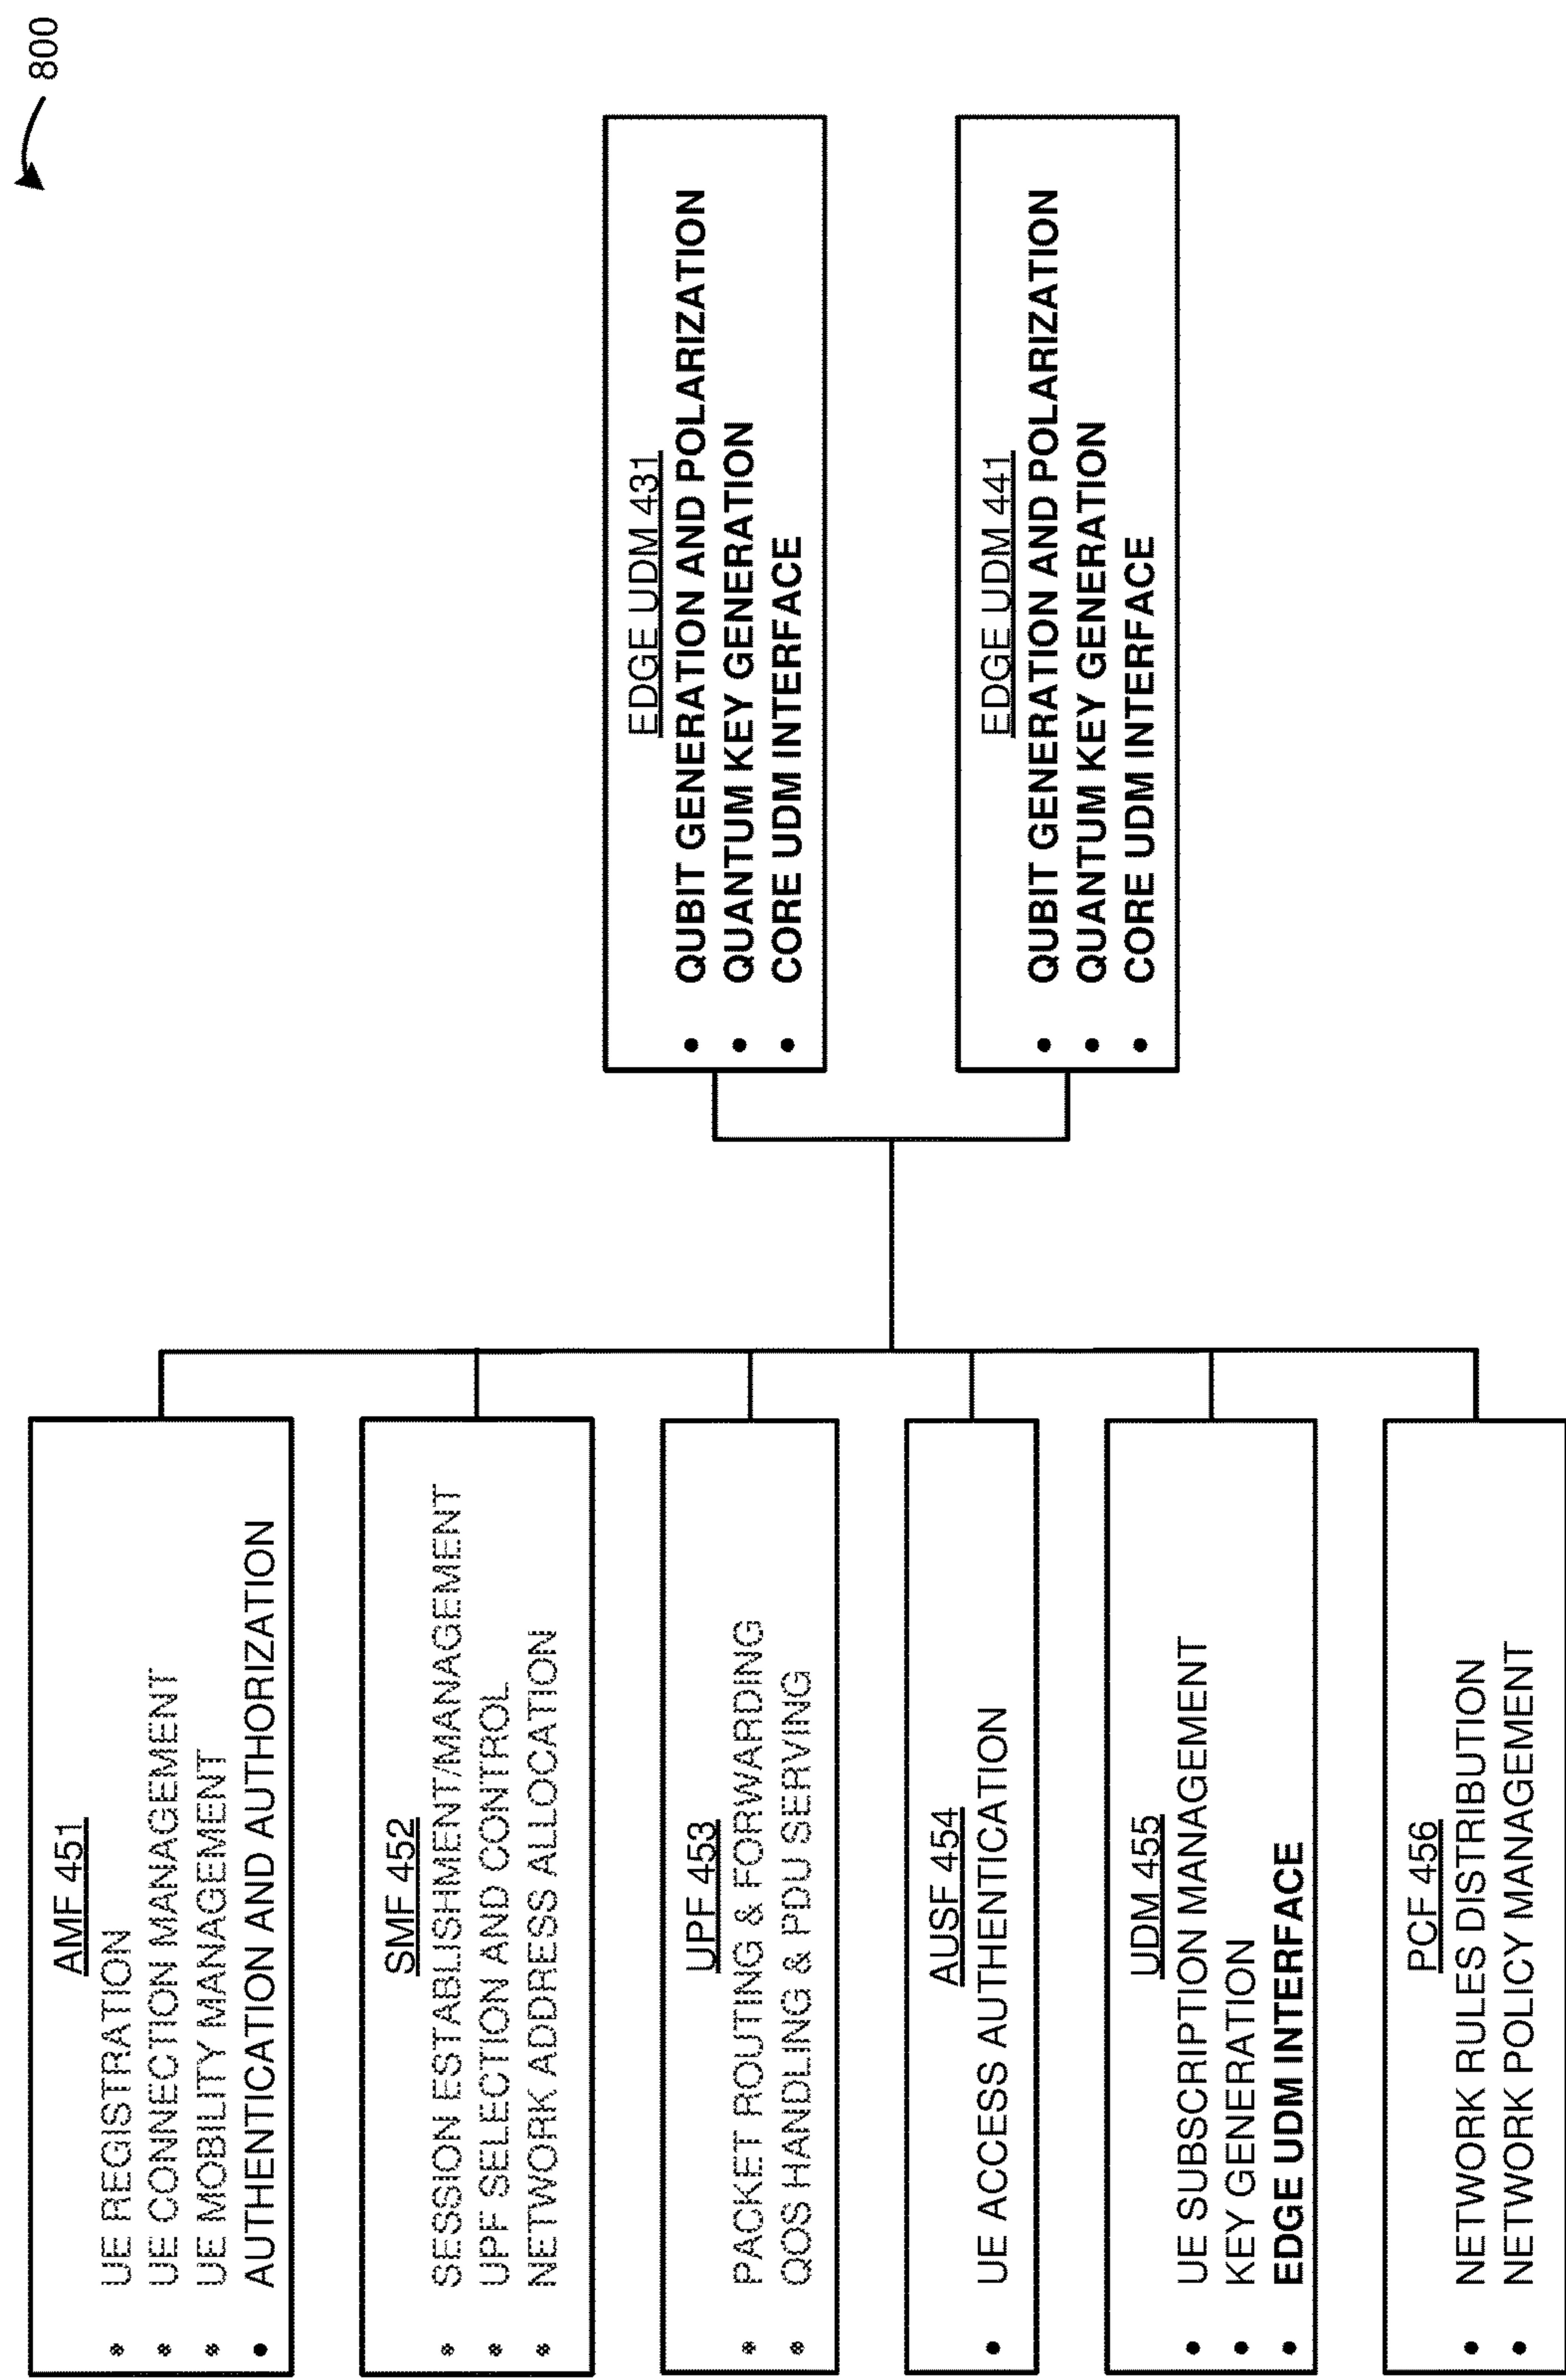 800
AMF 451
• UE REGISTRATION
• UE CONNECTION MANAGEMENT
• UE MOBILITY MANAGEMENT
• AUTHENTICATION AND AUTHORIZATION
SMF 452
• SESSION ESTABLISHMENT/MANAGEMENT
• UPF SELECTION AND CONTROL
• NETWORK ADDRESS ALLOCATION
UPF 453
• PACKET ROUTING & FORWARDING
• QOS HANDLING & PDU SERVING
AUSF 454
• UE ACCESS AUTHENTICATION
UDM 455
• UE SUBSCRIPTION MANAGEMENT
• KEY GENERATION
• EDGE UDM INTERFACE
PCF 456
• NETWORK RULES DISTRIBUTION
• NETWORK POLICY MANAGEMENT
EDGE UDM 431
• QUBIT GENERATION AND POLARIZATION
• QUANTUM KEY GENERATION
• CORE UDM INTERFACE
EDGE UDM 441
• QUBIT GENERATION AND POLARIZATION
• QUANTUM KEY GENERATION
• CORE UDM INTERFACE